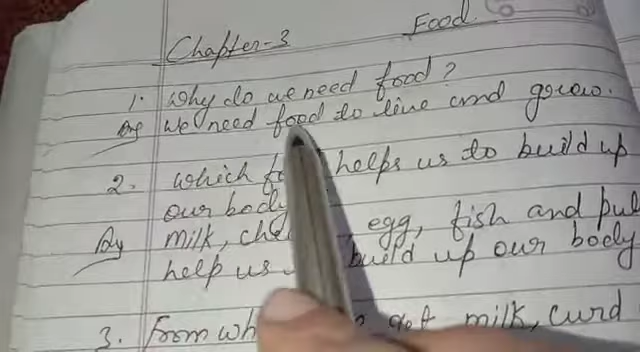 Chapter-3 Food
1. Why do we need food?
Ans We need food to live and grow.
2. Which helps us to build up
our body
Ans milk, egg, fish and
help us build up our body
3. From get milk, curd